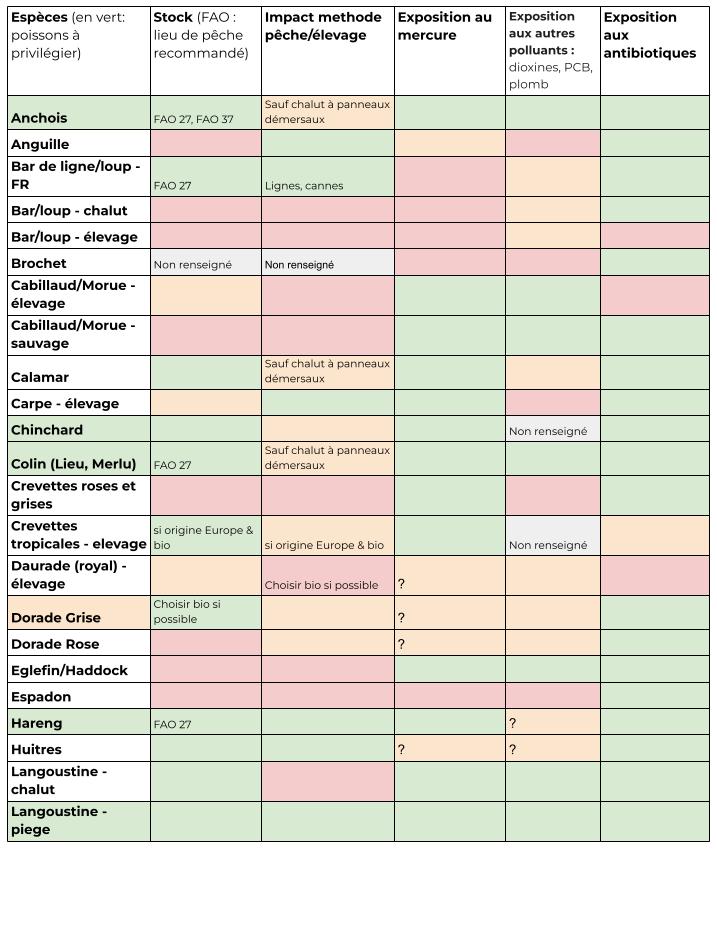 Espèces (en vert:
poissons à
privilégier)
Stock (FAO :
lieu de pêche
recommandé)
Impact methode
pêche/élevage
Exposition au
mercure
Exposition
aux autres
polluants :
dioxines, PCB,
plomb
Exposition
aux
antibiotiques
Anchois
FAO 27, FAO 37
Sauf chalut à panneaux
démersaux
Anguille
Bar de ligne/loup -
FR
FAO 27
Lignes, cannes
Bar/loup - chalut
Bar/loup - élevage
Brochet
Non renseigné
Non renseigné
Cabillaud/Morue -
élevage
Cabillaud/Morue -
sauvage
Calamar
Sauf chalut à panneaux
démersaux
Carpe - élevage
Chinchard
Non renseigné
Colin (Lieu, Merlu)
FAO 27
Sauf chalut à panneaux
démersaux
Crevettes roses et
grises
Crevettes
tropicales - elevage
si origine Europe &
bio
si origine Europe & bio
Non renseigné
Daurade (royal) -
élevage
Choisir bio si possible
?
Dorade Grise
Choisir bio si
possible
?
Dorade Rose
?
Eglefin/Haddock
Espadon
Hareng
FAO 27
?
Huitres
?
?
Langoustine -
chalut
Langoustine -
piege